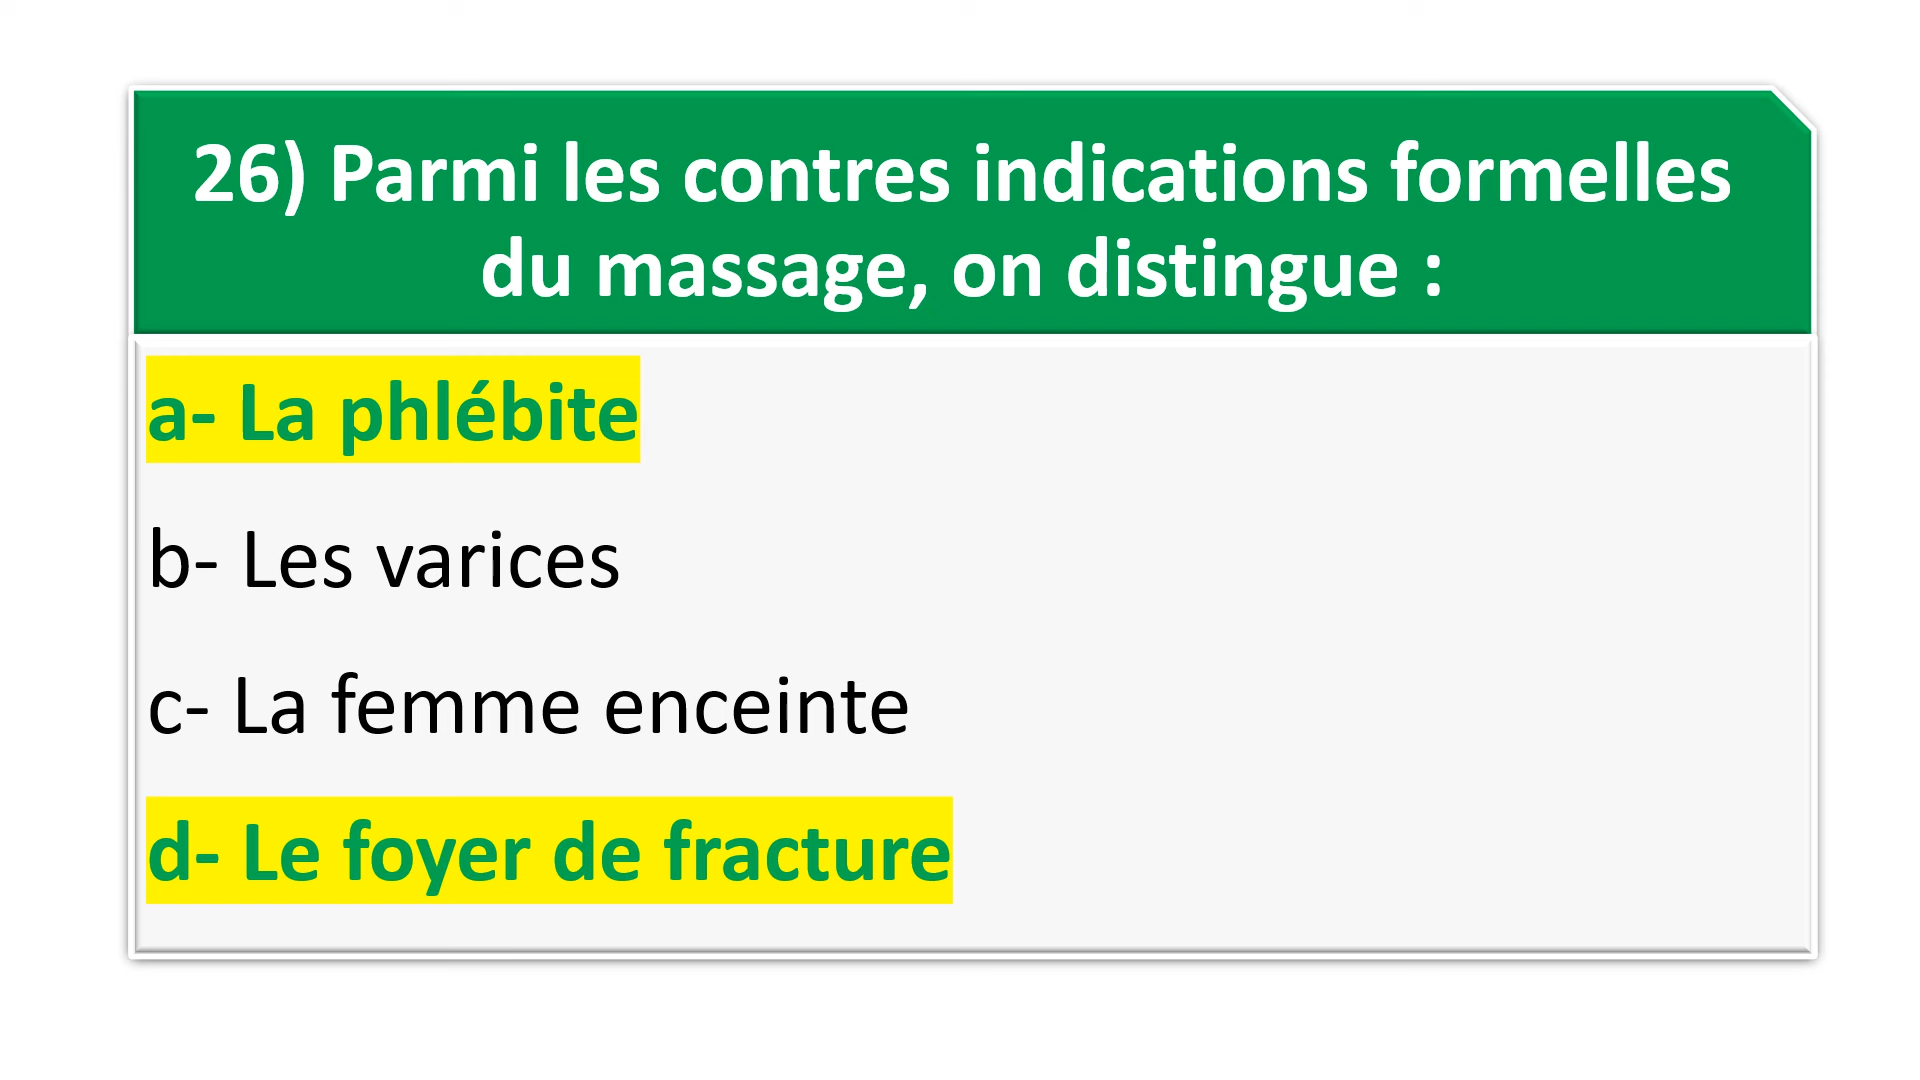 26) Parmi les contres indications formelles
du massage, on distingue :
a- La phlébite
b- Les varices
c- La femme enceinte
d- Le foyer de fracture